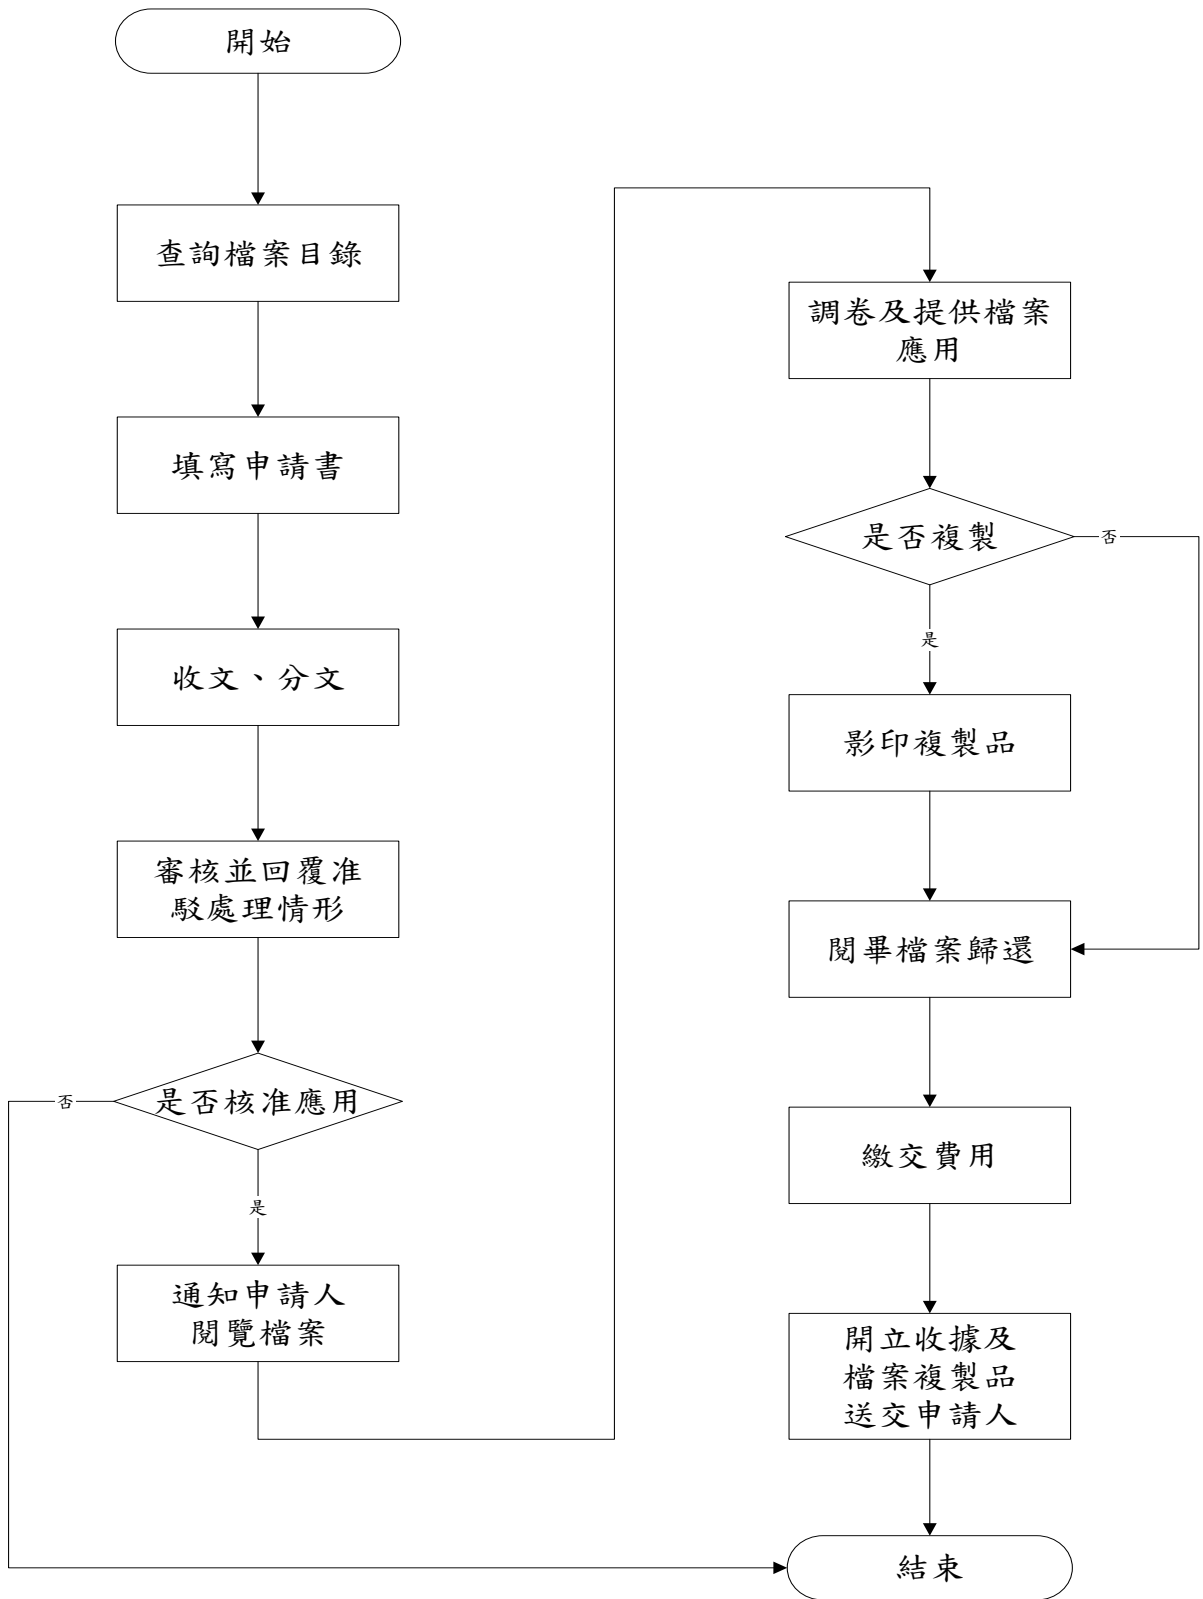 開始
查詢檔案目錄
填寫申請書
收文、分文
審核並回覆准
駁處理情形
是否核准應用
否
是
通知申請人
閱覽檔案
調卷及提供檔案
應用
是否複製
否
是
影印複製品
閱畢檔案歸還
繳交費用
開立收據及
檔案複製品
送交申請人
結束